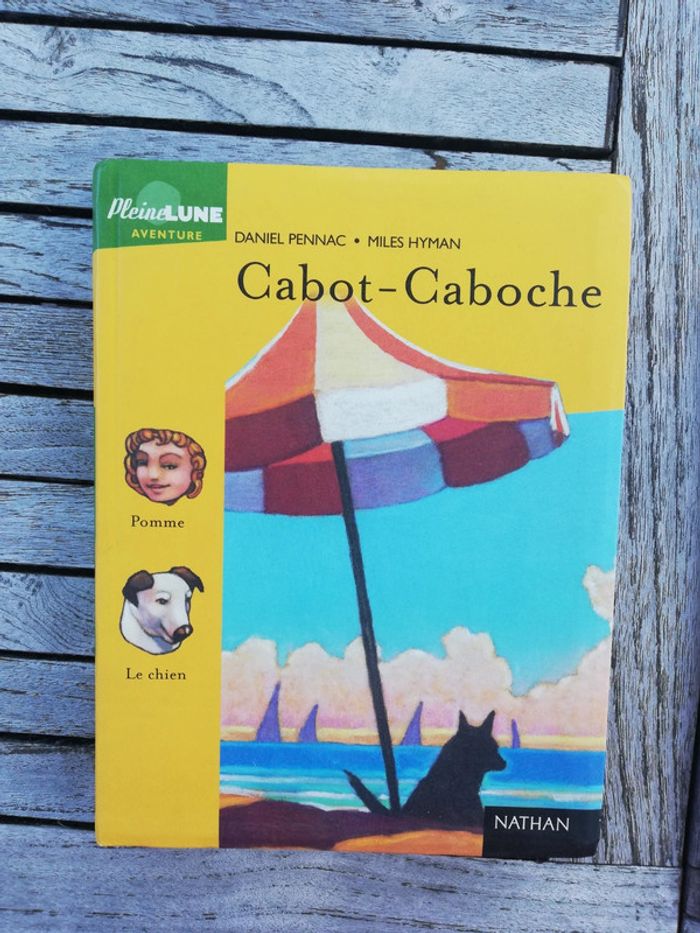 PleineLUNE
AVENTURE
DANIEL PENNAC • MILES HYMAN
Cabot-Caboche
Pomme
Le chien
NATHAN